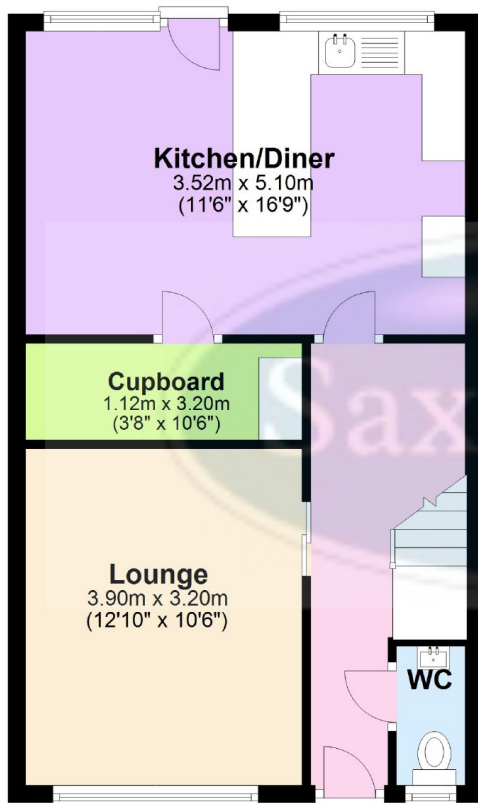 Kitchen/Diner
3.52m x 5.10m
(11'6" x 16'9")
Cupboard
1.12m x 3.20m
(3'8" x 10'6")
Sax
Lounge
3.90m x 3.20m
(12'10" x 10'6")
WC